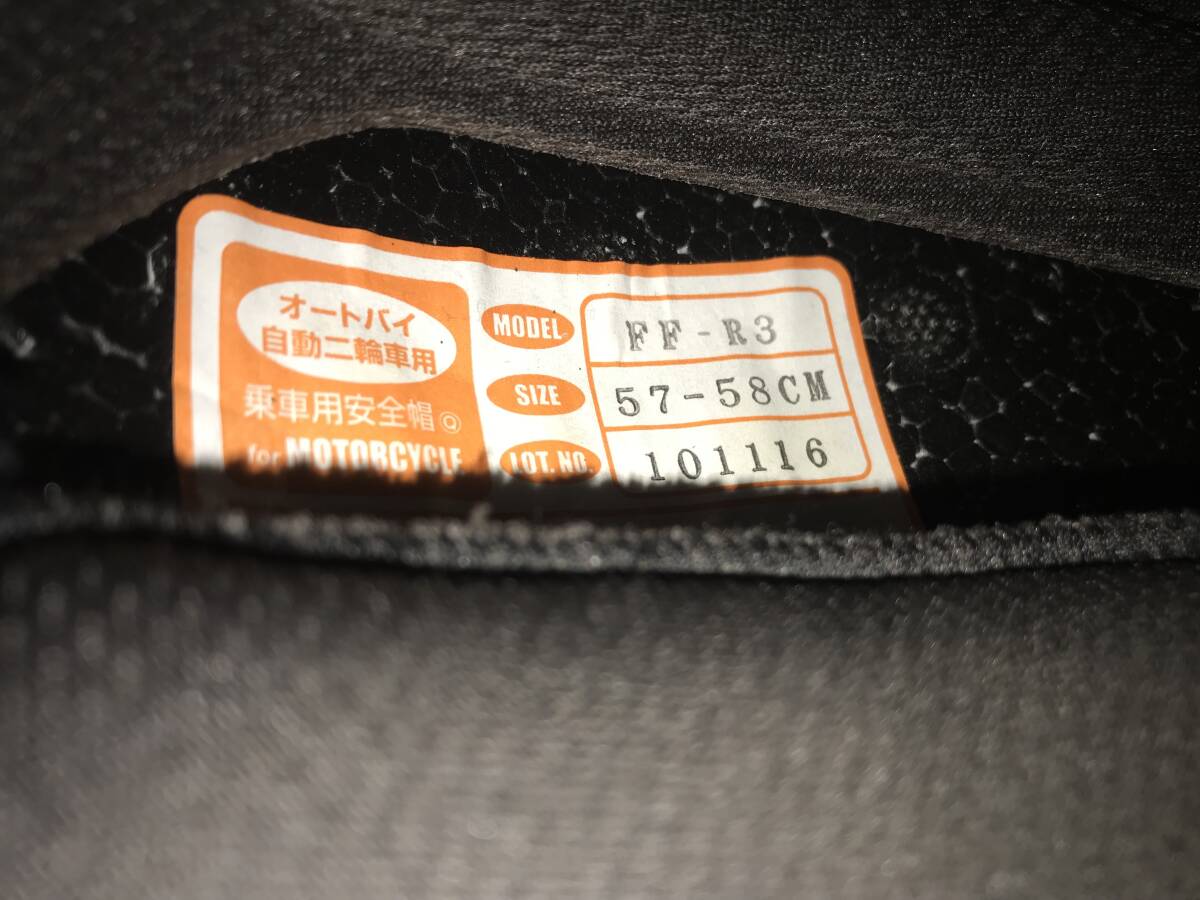 オートバイ
自動二輪車用
乗車用安全帽Ⓠ
for MOTORCYCLE
MODEL FF-R3
SIZE 57-58CM
LOT.NO. 101116